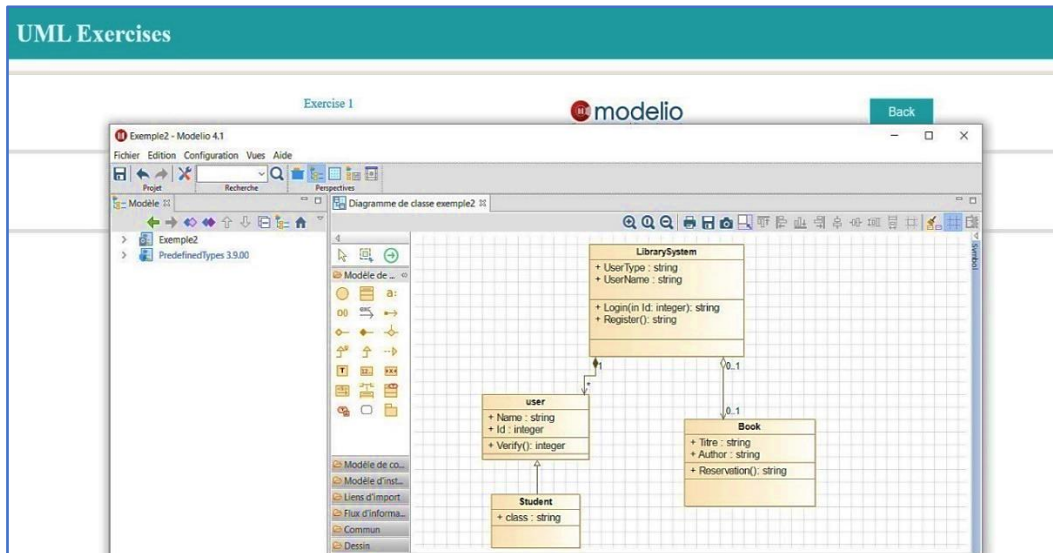 UML Exercises
Exercise 1
modelio
Back
Exemple2 - Modelio 4.1
Fichier Edition Configuration Vues Aide
Projet Recherche Perspectives
Modèle
Diagramme de classe exemple2
Exemple2
PredefinedTypes 3.9.00
Symbol
Modèle de ...
a:
T
LibrarySystem
+ UserType : string
+ UserName : string
+ Login(in Id: integer): string
+ Register(): string
1
0..1
*
0..1
user
+ Name : string
+ Id : integer
+ Verify(): integer
Book
+ Titre : string
+ Author : string
+ Reservation(): string
Student
+ class : string
Modèle de co...
Modèle d'inst...
Liens d'import
Flux d'informa...
Commun
Dessin